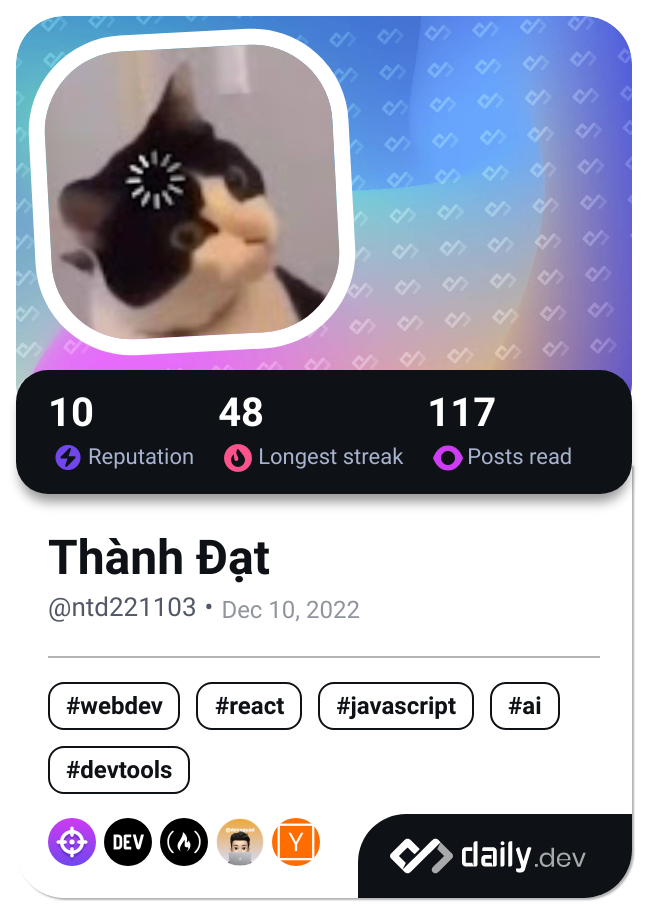 10 48 117
Reputation Longest streak Posts read
Thành Đạt
@ntd221103 • Dec 10, 2022
#webdev #react #javascript #ai
#devtools
DEV Y daily.dev